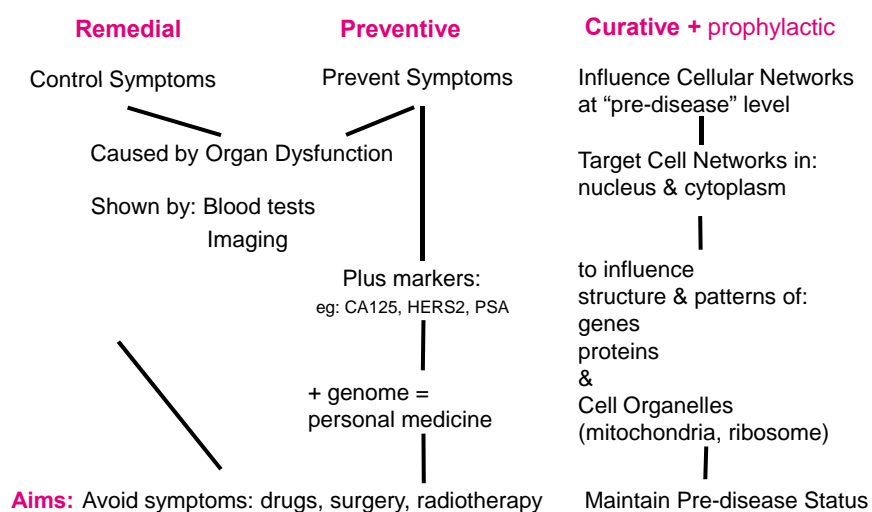 Remedial
Preventive
Curative + prophylactic
Control Symptoms
Prevent Symptoms
Influence Cellular Networks
at “pre-disease” level
Caused by Organ Dysfunction
Target Cell Networks in:
nucleus & cytoplasm
Shown by: Blood tests
Imaging
Plus markers:
eg: CA125, HERS2, PSA
to influence
structure & patterns of:
genes
proteins
&
Cell Organelles
(mitochondria, ribosome)
+ genome =
personal medicine
Aims: Avoid symptoms: drugs, surgery, radiotherapy
Maintain Pre-disease Status